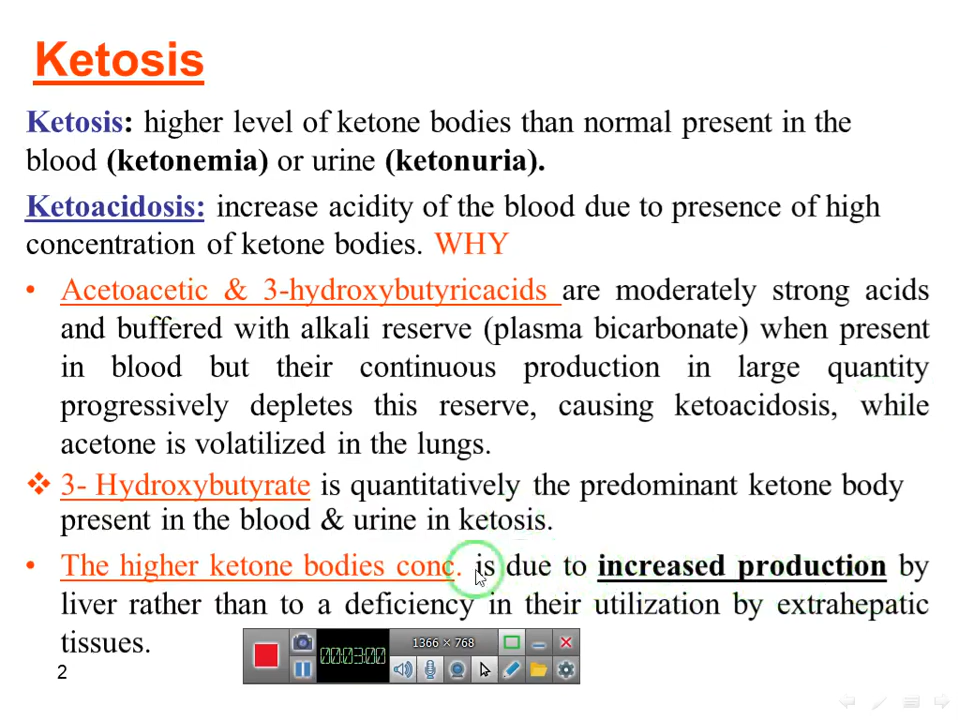 Ketosis
Ketosis: higher level of ketone bodies than normal present in the
blood (ketonemia) or urine (ketonuria).
Ketoacidosis: increase acidity of the blood due to presence of high
concentration of ketone bodies. WHY
• Acetoacetic & 3-hydroxybutyricacids are moderately strong acids
and buffered with alkali reserve (plasma bicarbonate) when present
in blood but their continuous production in large quantity
progressively depletes this reserve, causing ketoacidosis, while
acetone is volatilized in the lungs.
❖ 3- Hydroxybutyrate is quantitatively the predominant ketone body
present in the blood & urine in ketosis.
• The higher ketone bodies conc. is due to increased production by
liver rather than to a deficiency in their utilization by extrahepatic
tissues.
1366 × 768
00:03:00
2